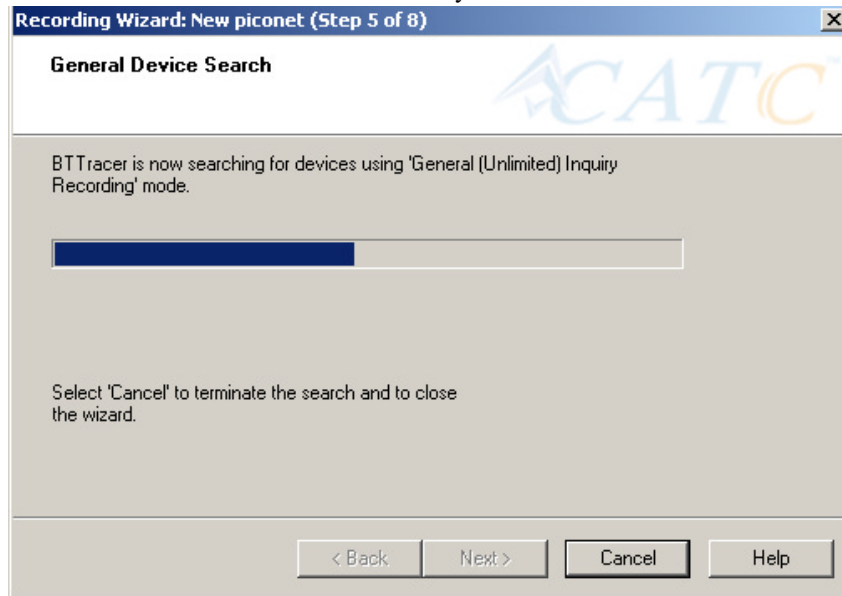 Recording Wizard: New piconet (Step 5 of 8)
General Device Search
CATC
BTTracer is now searching for devices using 'General (Unlimited) Inquiry
Recording' mode.
Select 'Cancel' to terminate the search and to close
the wizard.
< Back Next > Cancel Help